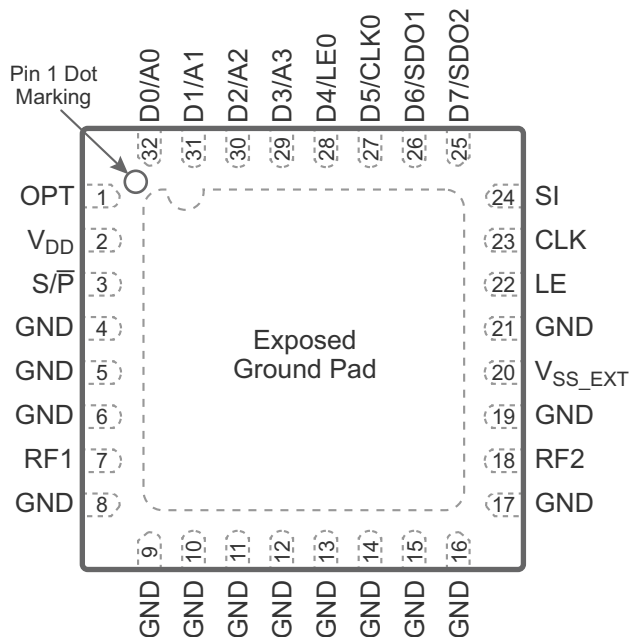 Pin 1 Dot
Marking
D0/A0
D1/A1
D2/A2
D3/A3
D4/LE0
D5/CLK0
D6/SDO1
D7/SDO2
32
31
30
29
28
27
26
25
OPT 1
V_DD 2
S/P̅ 3
GND 4
GND 5
GND 6
RF1 7
GND 8
Exposed
Ground Pad
24 SI
23 CLK
22 LE
21 GND
20 V_SS_EXT
19 GND
18 RF2
17 GND
9
10
11
12
13
14
15
16
GND
GND
GND
GND
GND
GND
GND
GND